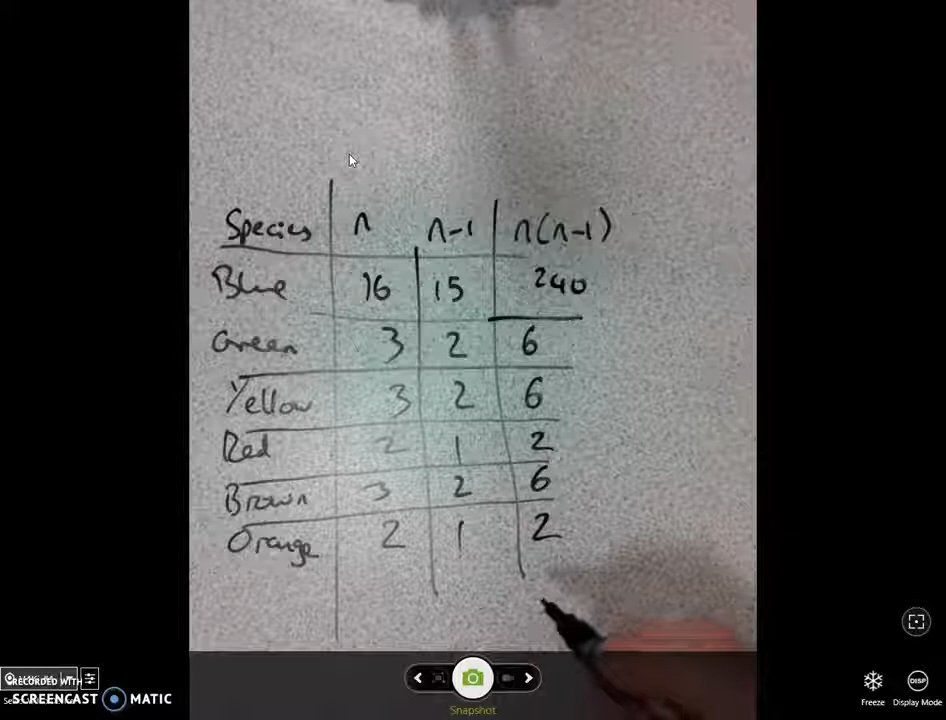 Species n n-1 n(n-1)
Blue 16 15 240
Green 3 2 6
Yellow 3 2 6
Red 2 1 2
Brown 3 2 6
Orange 2 1 2
RECORDED WITH
SCREENCAST MATIC
Snapshot
Freeze
DISP
Display Mode